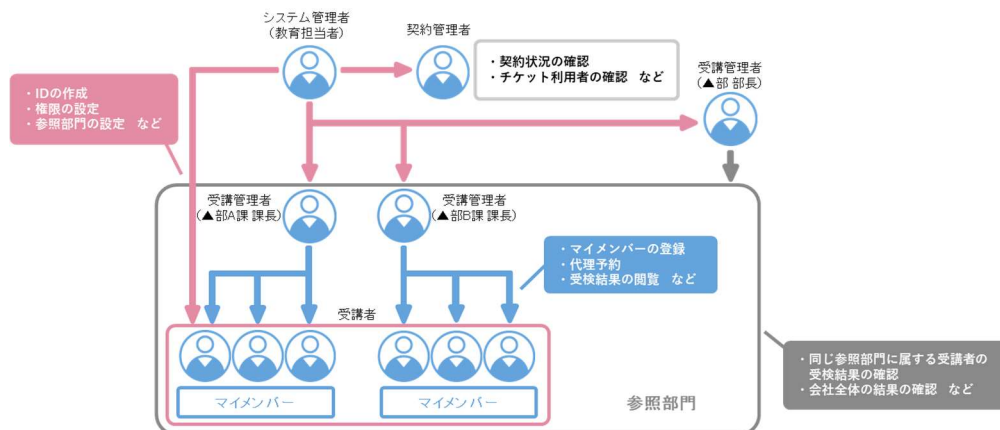 システム管理者
（教育担当者）
契約管理者
・契約状況の確認
・チケット利用者の確認　など
受講管理者
（▲部 部長）
・IDの作成
・権限の設定
・参照部門の設定　など
受講管理者
（▲部A課 課長）
受講管理者
（▲部B課 課長）
・マイメンバーの登録
・代理予約
・受検結果の閲覧　など
受講者
マイメンバー
マイメンバー
参照部門
・同じ参照部門に属する受講者の
受検結果の確認
・会社全体の結果の確認　など